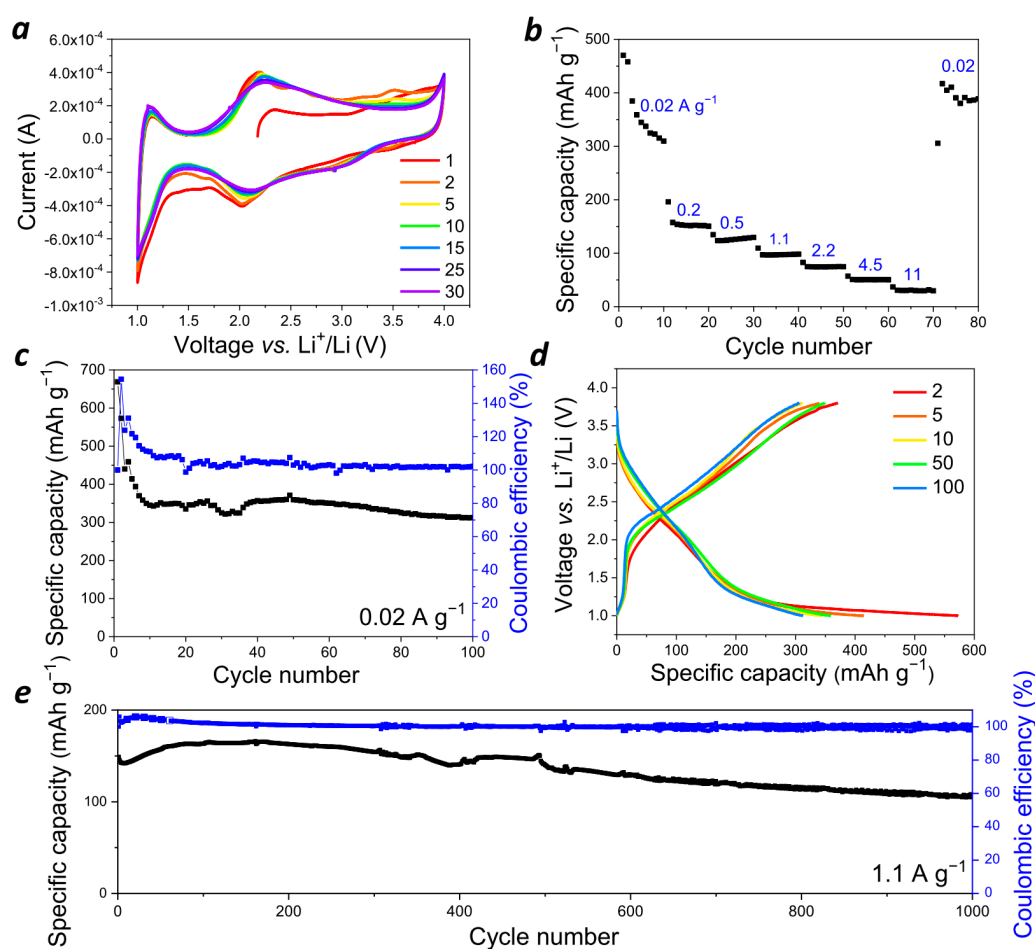 a
6.0x10⁻⁴
4.0x10⁻⁴
2.0x10⁻⁴
0.0
-2.0x10⁻⁴
-4.0x10⁻⁴
-6.0x10⁻⁴
-8.0x10⁻⁴
-1.0x10⁻³
Current (A)
1
2
5
10
15
25
30
1.0 1.5 2.0 2.5 3.0 3.5 4.0
Voltage vs. Li⁺/Li (V)
b
500
400
300
200
100
0
Specific capacity (mAh g⁻¹)
0.02 A g⁻¹
0.2
0.5
1.1
2.2
4.5
11
0.02
0 10 20 30 40 50 60 70 80
Cycle number
c
700
650
600
550
500
450
400
350
300
250
200
150
100
50
0
Specific capacity (mAh g⁻¹)
160
140
120
100
80
60
40
20
0
Coulombic efficiency (%)
0.02 A g⁻¹
0 20 40 60 80 100
Cycle number
d
4.0
3.5
3.0
2.5
2.0
1.5
1.0
Voltage vs. Li⁺/Li (V)
2
5
10
50
100
0 100 200 300 400 500 600
Specific capacity (mAh g⁻¹)
e
200
100
0
Specific capacity (mAh g⁻¹)
100
80
60
40
20
0
Coulombic efficiency (%)
1.1 A g⁻¹
0 200 400 600 800 1000
Cycle number